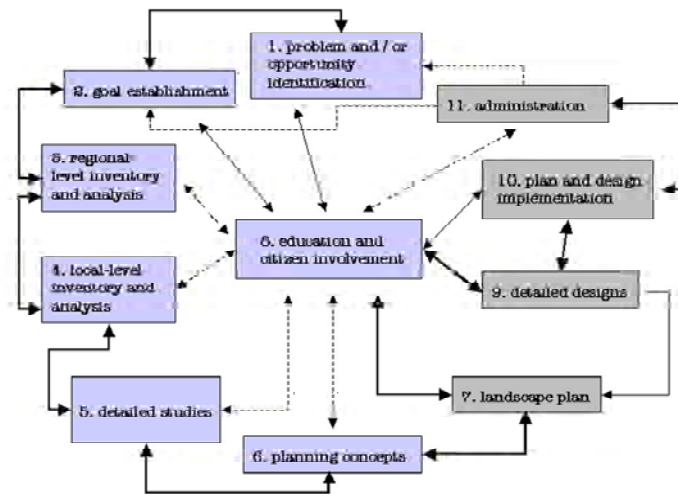 1. problem and / or
opportunity
identification
2. goal establishment
11. administration
3. regional-
level inventory
and analysis
10. plan and design
implementation
8. education and
citizen involvement
4. local-level
inventory and
analysis
9. detailed designs
7. landscape plan
5. detailed studies
6. planning concepts